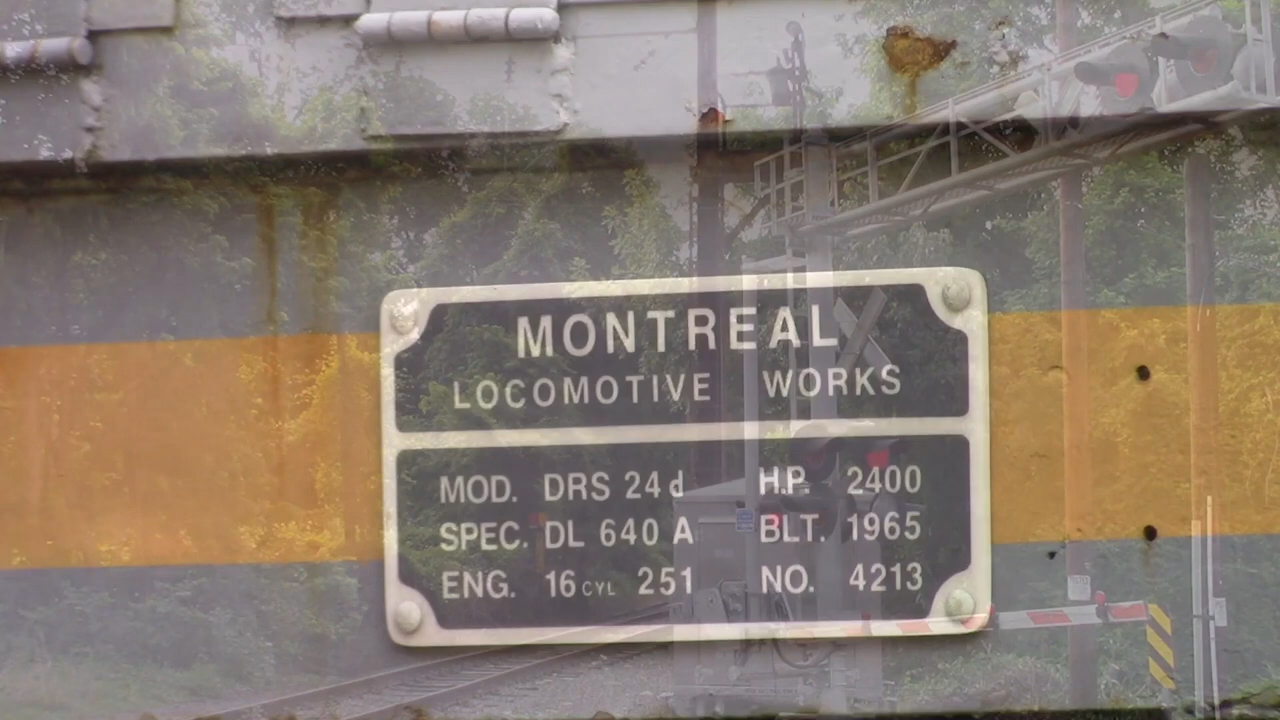 MONTREAL
LOCOMOTIVE WORKS
MOD. DRS 24d H.P. 2400
SPEC. DL 640 A BLT. 1965
ENG. 16 CYL 251 NO. 4213